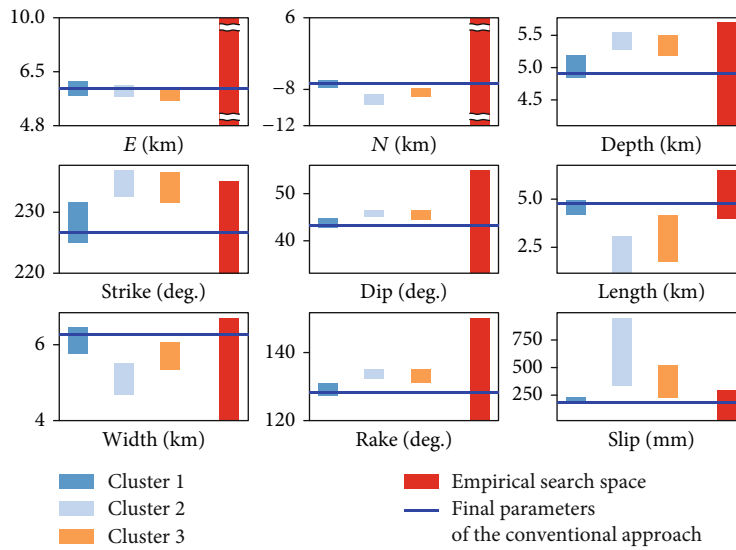 10.0
6.5
4.8
E (km)
6
−8
−12
N (km)
5.5
5.0
4.5
Depth (km)
230
220
Strike (deg.)
50
40
Dip (deg.)
5.0
2.5
Length (km)
6
4
Width (km)
140
120
Rake (deg.)
750
500
250
Slip (mm)
Cluster 1
Cluster 2
Cluster 3
Empirical search space
Final parameters
of the conventional approach